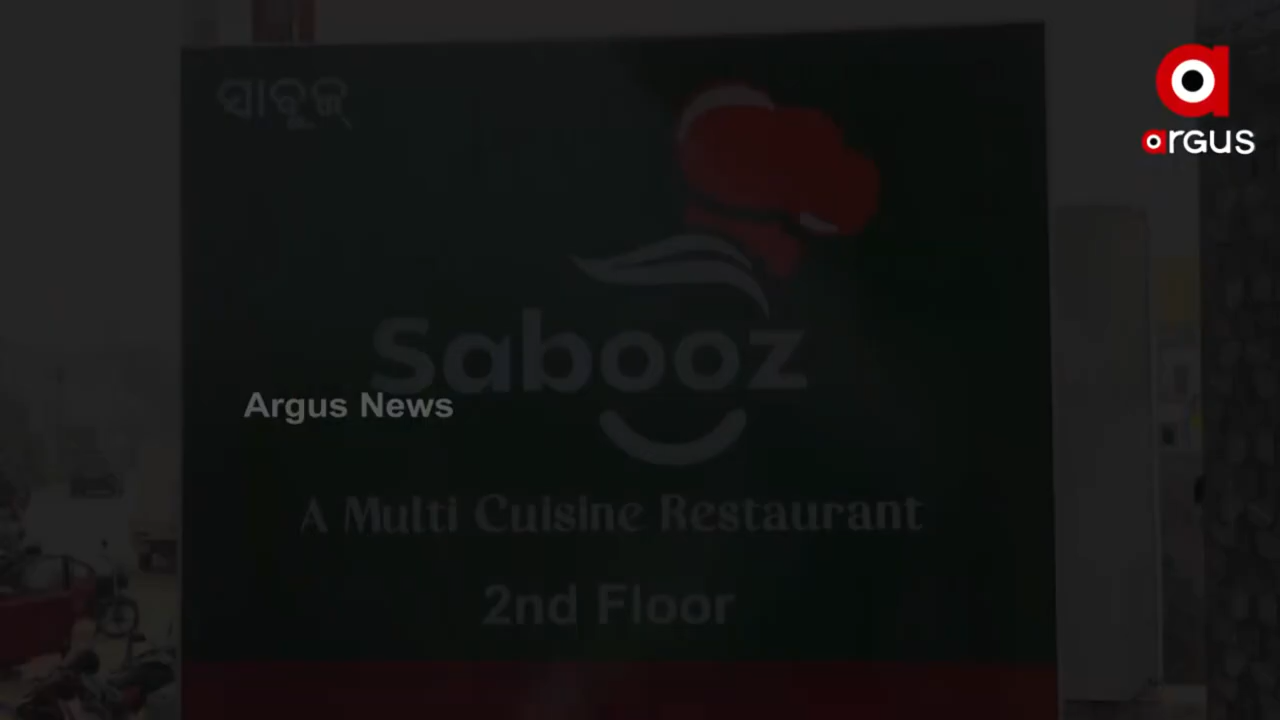 ସାବୁଜ୍
argus
Sabooz
Argus News
A Multi Cuisine Restaurant
2nd Floor